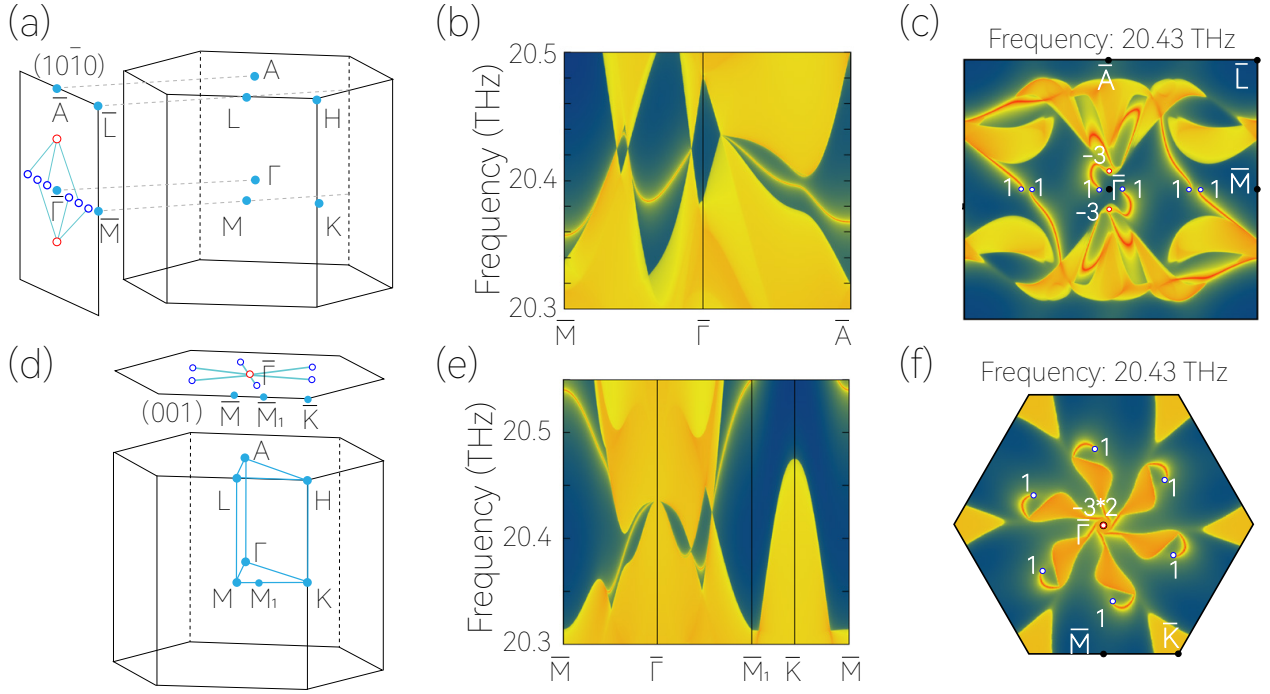 (a)
(101̄0)
A̅
L̅
Γ̅
M̅
A
L
H
Γ
M
K
(b)
Frequency (THz)
20.5
20.4
20.3
M̅
Γ̅
A̅
(c)
Frequency: 20.43 THz
A̅
L̅
−3
1
1
1
Γ̅
1
1
1
M̅
−3
(d)
Γ̅
(001)
M̅
M̅₁
K̅
A
L
H
Γ
M
M₁
K
(e)
Frequency (THz)
20.5
20.4
20.3
M̅
Γ̅
M̅₁
K̅
M̅
(f)
Frequency: 20.43 THz
1
1
1
−3*2
Γ̅
1
1
1
M̅
K̅